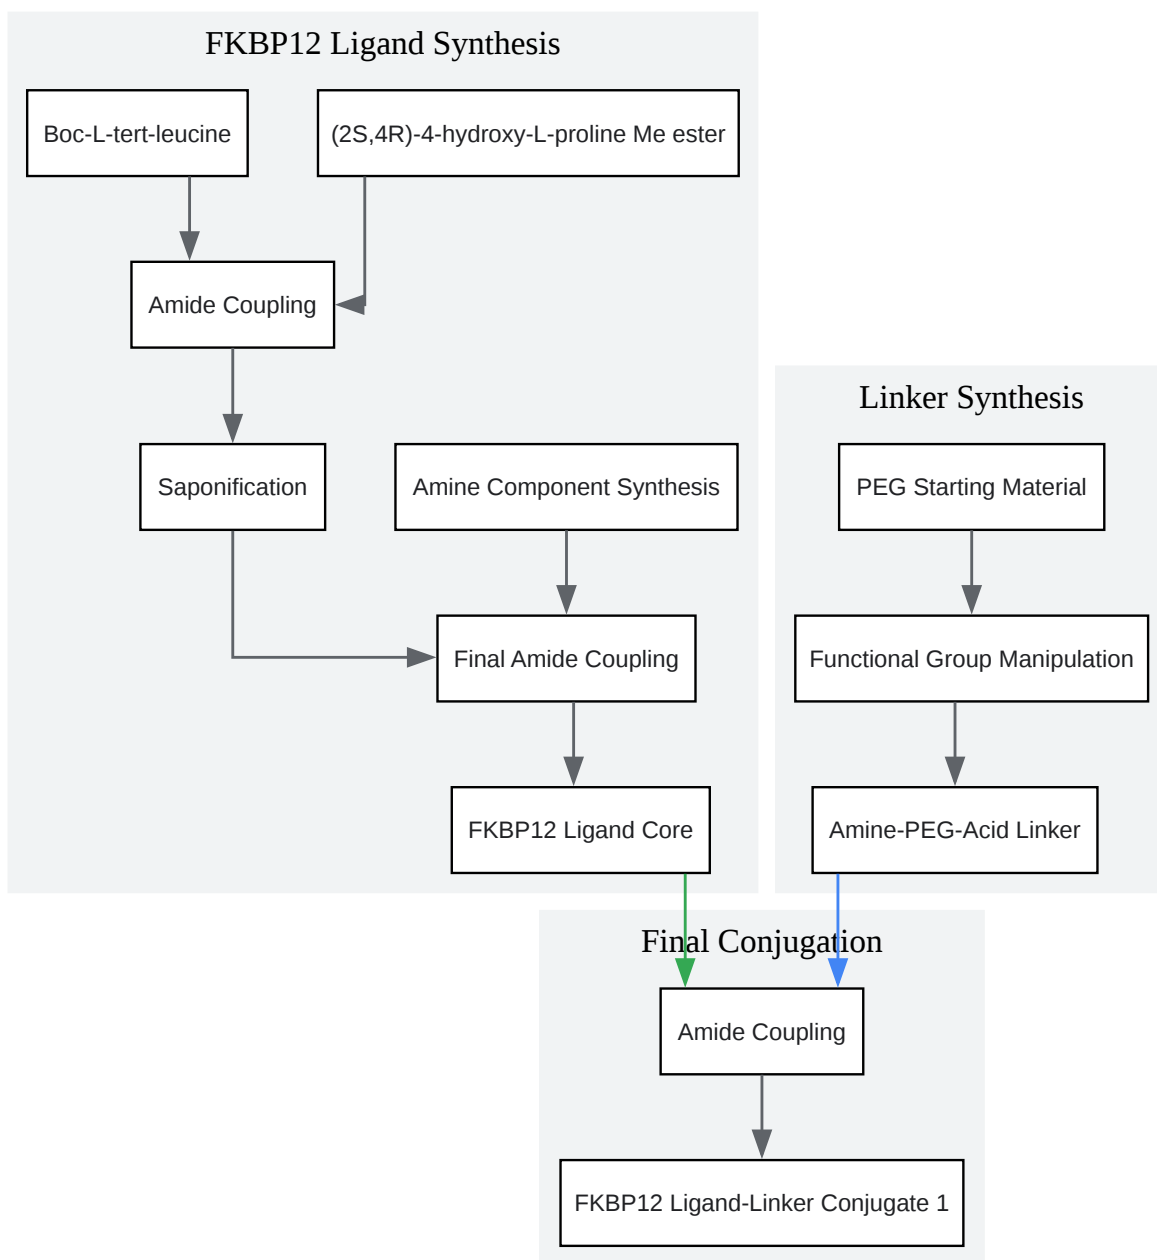 FKBP12 Ligand Synthesis
Boc-L-tert-leucine
(2S,4R)-4-hydroxy-L-proline Me ester
Amide Coupling
Saponification
Amine Component Synthesis
Final Amide Coupling
FKBP12 Ligand Core
Linker Synthesis
PEG Starting Material
Functional Group Manipulation
Amine-PEG-Acid Linker
Final Conjugation
Amide Coupling
FKBP12 Ligand-Linker Conjugate 1